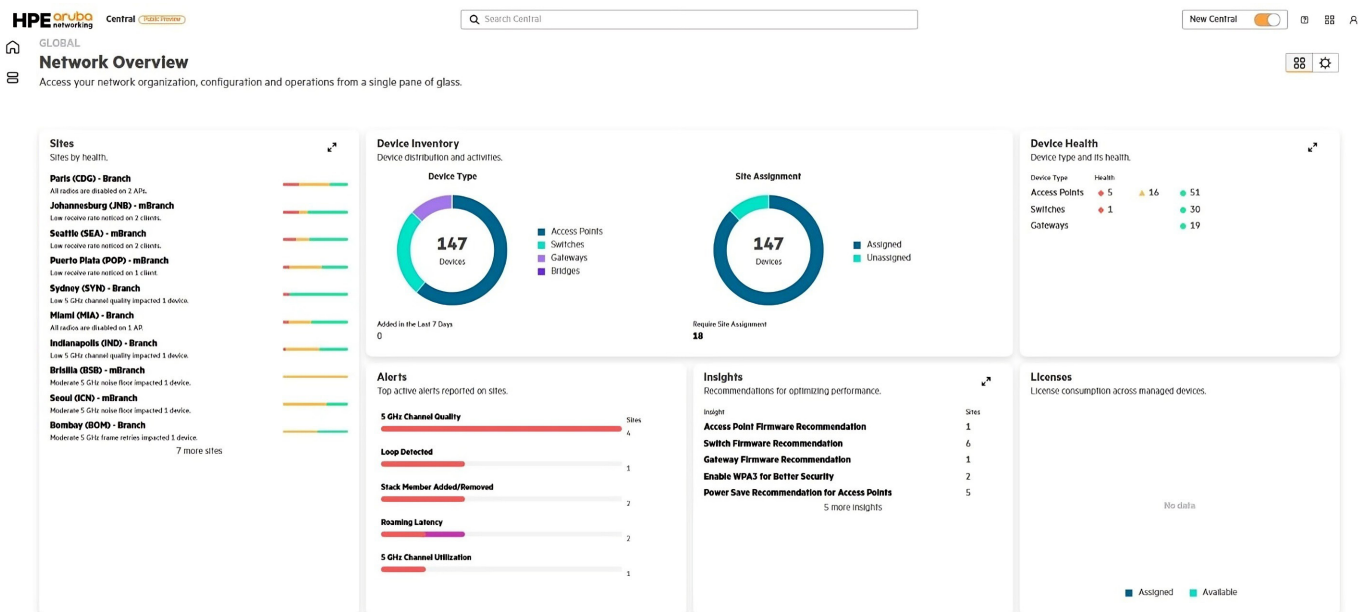 HPE aruba networking
Central Public Preview
Search Central
New Central
GLOBAL
Network Overview
Access your network organization, configuration and operations from a single pane of glass.
Sites
Sites by health.
Paris (CDG) - Branch
All radios are disabled on 2 APs.
Johannesburg (JNB) - mBranch
Low receive rate noticed on 2 clients.
Seattle (SEA) - mBranch
Low receive rate noticed on 2 clients.
Puerto Plata (POP) - mBranch
Low receive rate noticed on 1 client.
Sydney (SYN) - Branch
Low 5 GHz channel quality impacted 1 device.
Miami (MIA) - Branch
All radios are disabled on 1 AP.
Indianapolis (IND) - Branch
Low 5 GHz channel quality impacted 1 device.
Brisilia (BSB) - mBranch
Moderate 5 GHz noise floor impacted 1 device.
Seoul (ICN) - mBranch
Moderate 5 GHz noise floor impacted 1 device.
Bombay (BOM) - Branch
Moderate 5 GHz frame retries impacted 1 device.
7 more sites
Device Inventory
Device distribution and activities.
Device Type
147
Devices
Access Points
Switches
Gateways
Bridges
Added in the Last 7 Days
0
Site Assignment
147
Devices
Assigned
Unassigned
Require Site Assignment
18
Device Health
Device type and its health.
Device Type Health
Access Points 5 16 51
Switches 1 30
Gateways 19
Alerts
Top active alerts reported on sites.
Sites
5 GHz Channel Quality
4
Loop Detected
1
Stack Member Added/Removed
2
Roaming Latency
2
5 GHz Channel Utilization
1
Insights
Recommendations for optimizing performance.
Insight Sites
Access Point Firmware Recommendation 1
Switch Firmware Recommendation 6
Gateway Firmware Recommendation 1
Enable WPA3 for Better Security 2
Power Save Recommendation for Access Points 5
5 more insights
Licenses
License consumption across managed devices.
No data
Assigned Available